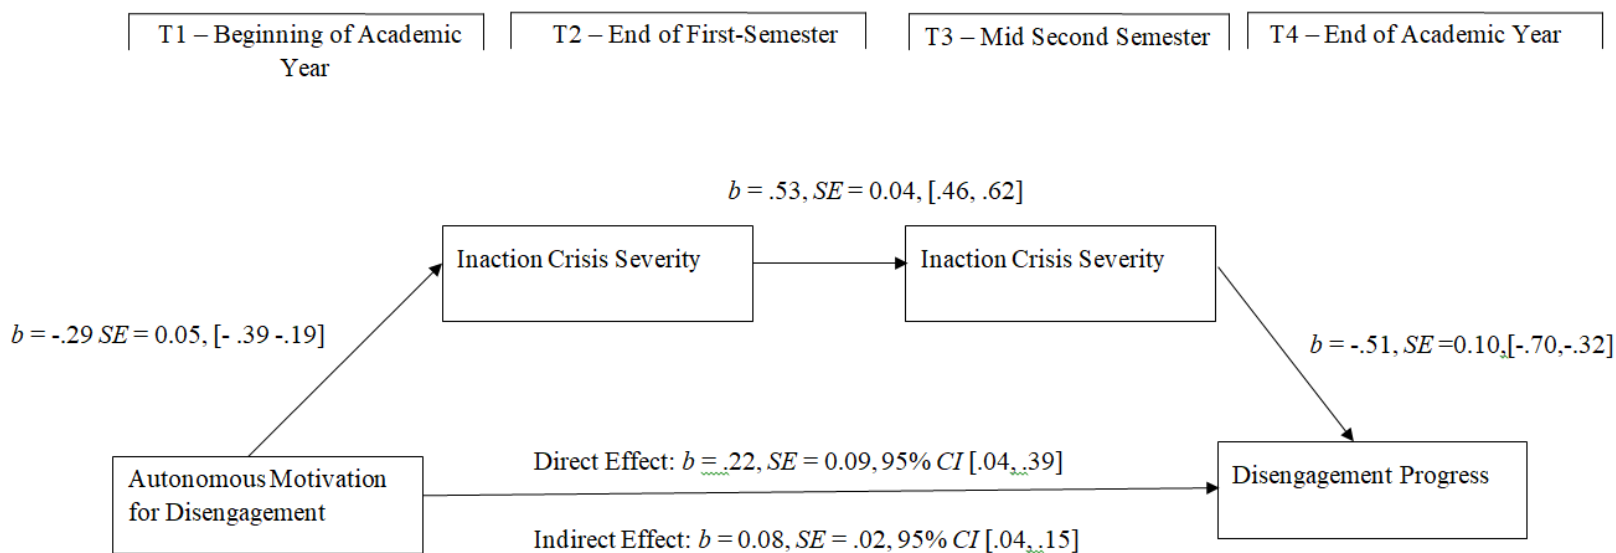 T1 – Beginning of Academic
Year
T2 – End of First-Semester
T3 – Mid Second Semester
T4 – End of Academic Year
b = .53, SE = 0.04, [.46, .62]
Inaction Crisis Severity
Inaction Crisis Severity
b = -.29 SE = 0.05, [- .39 -.19]
b = -.51, SE =0.10,[-.70,-.32]
Direct Effect: b = .22, SE = 0.09, 95% CI [.04, .39]
Autonomous Motivation
for Disengagement
Disengagement Progress
Indirect Effect: b = 0.08, SE = .02, 95% CI [.04, .15]